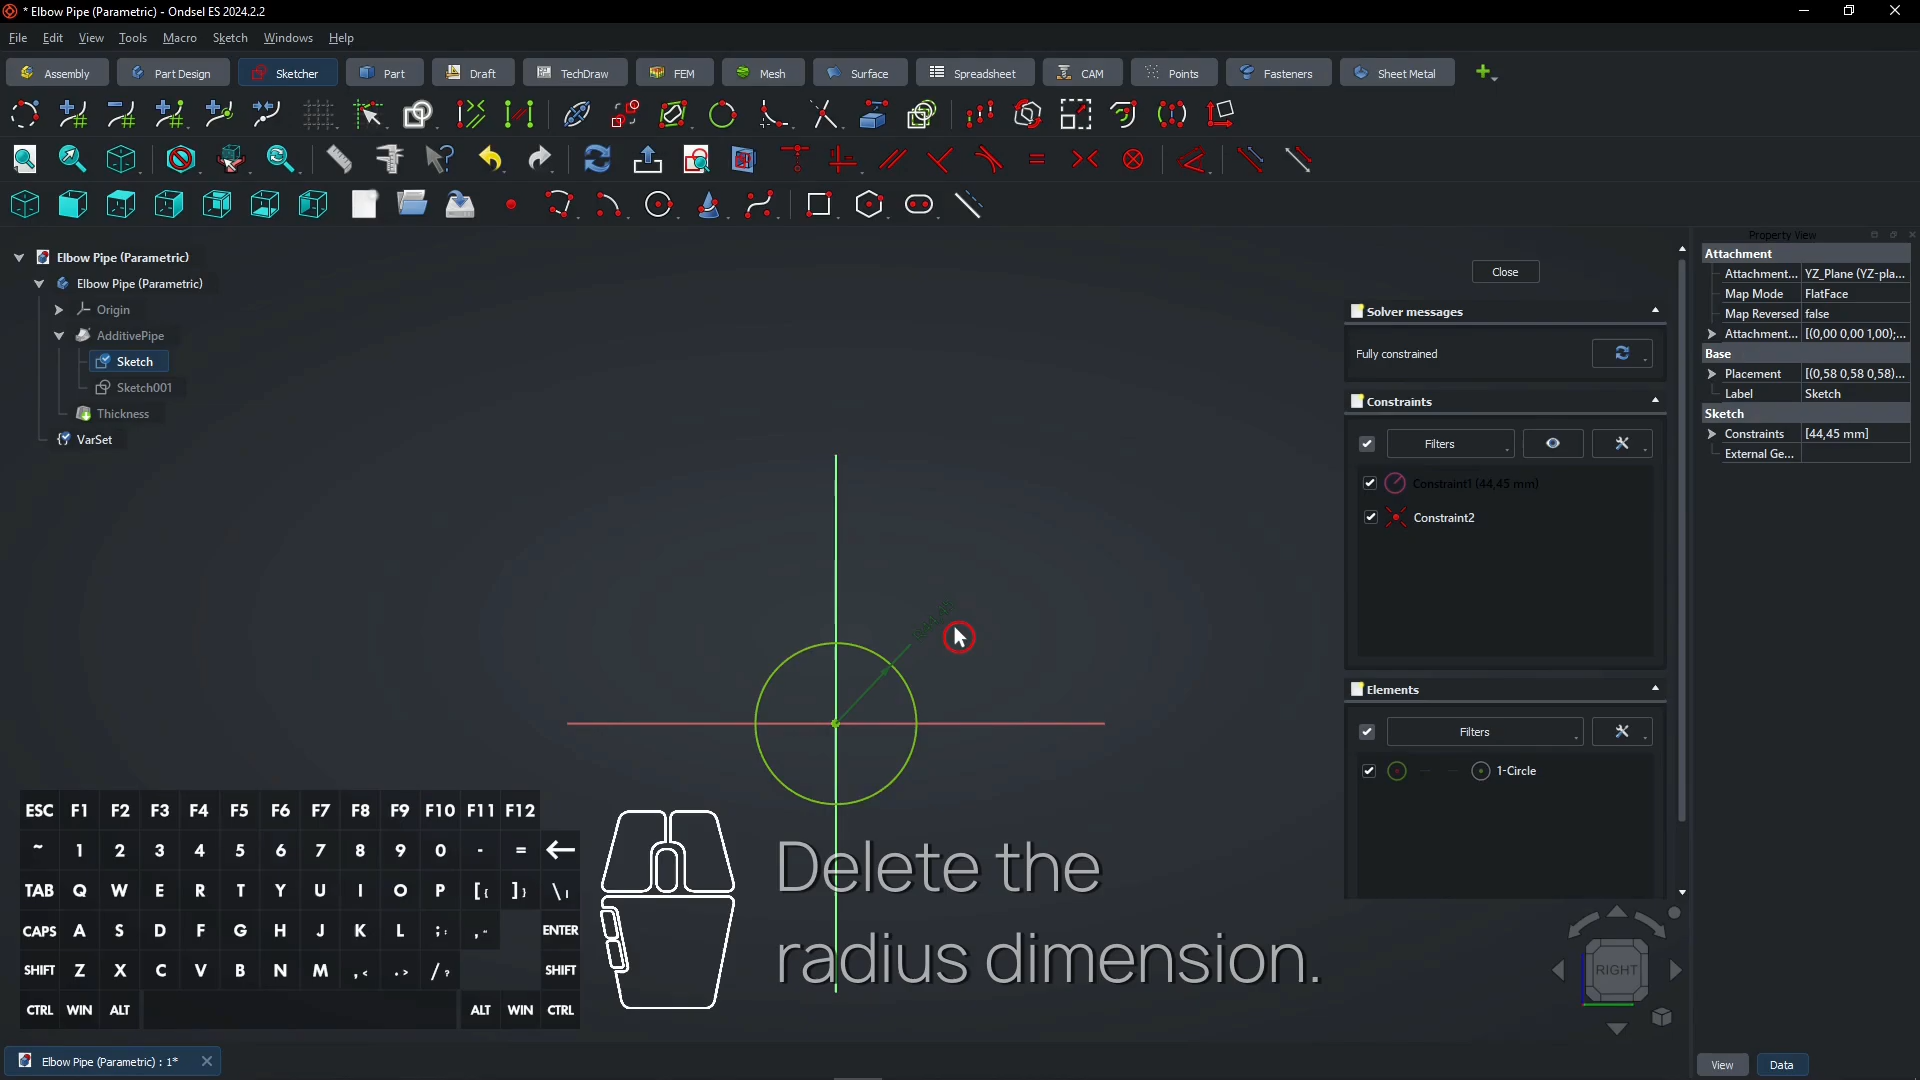 * Elbow Pipe (Parametric) - Ondsel ES 2024.2.2
File Edit View Tools Macro Sketch Windows Help
Assembly Part Design Sketcher Part Draft TechDraw FEM Mesh Surface Spreadsheet CAM Points Fasteners Sheet Metal
Elbow Pipe (Parametric)
Elbow Pipe (Parametric)
Origin
AdditivePipe
Sketch
Sketch001
Thickness
VarSet
Close
Solver messages
Fully constrained
Constraints
Filters
Constraint1 (44,45 mm)
Constraint2
Elements
Filters
1-Circle
Property View
Attachment
Attachment... YZ_Plane (YZ-pla...
Map Mode FlatFace
Map Reversed false
Attachment... [(0,00 0,00 1,00);...
Base
Placement [(0,58 0,58 0,58)...
Label Sketch
Sketch
Constraints [44,45 mm]
External Ge...
ESC F1 F2 F3 F4 F5 F6 F7 F8 F9 F10 F11 F12
~ 1 2 3 4 5 6 7 8 9 0 - =
TAB Q W E R T Y U I O P [{ ]} \|
CAPS A S D F G H J K L ;: ," ENTER
SHIFT Z X C V B N M ,< .> /? SHIFT
CTRL WIN ALT ALT WIN CTRL
Delete the
radius dimension.
RIGHT
Elbow Pipe (Parametric) : 1*
View Data